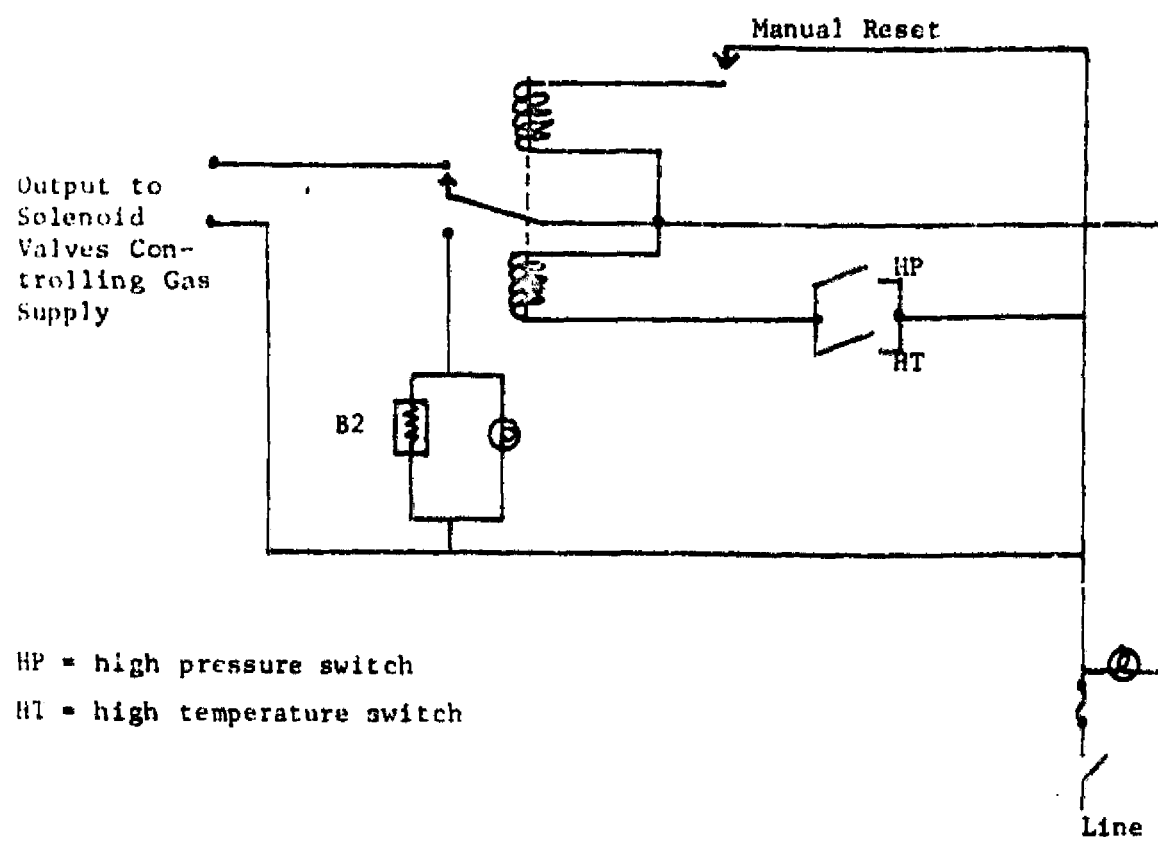 Manual Reset
Output to
Solenoid
Valves Con-
trolling Gas
Supply
HP
HT
B2
HP = high pressure switch
HT = high temperature switch
Line